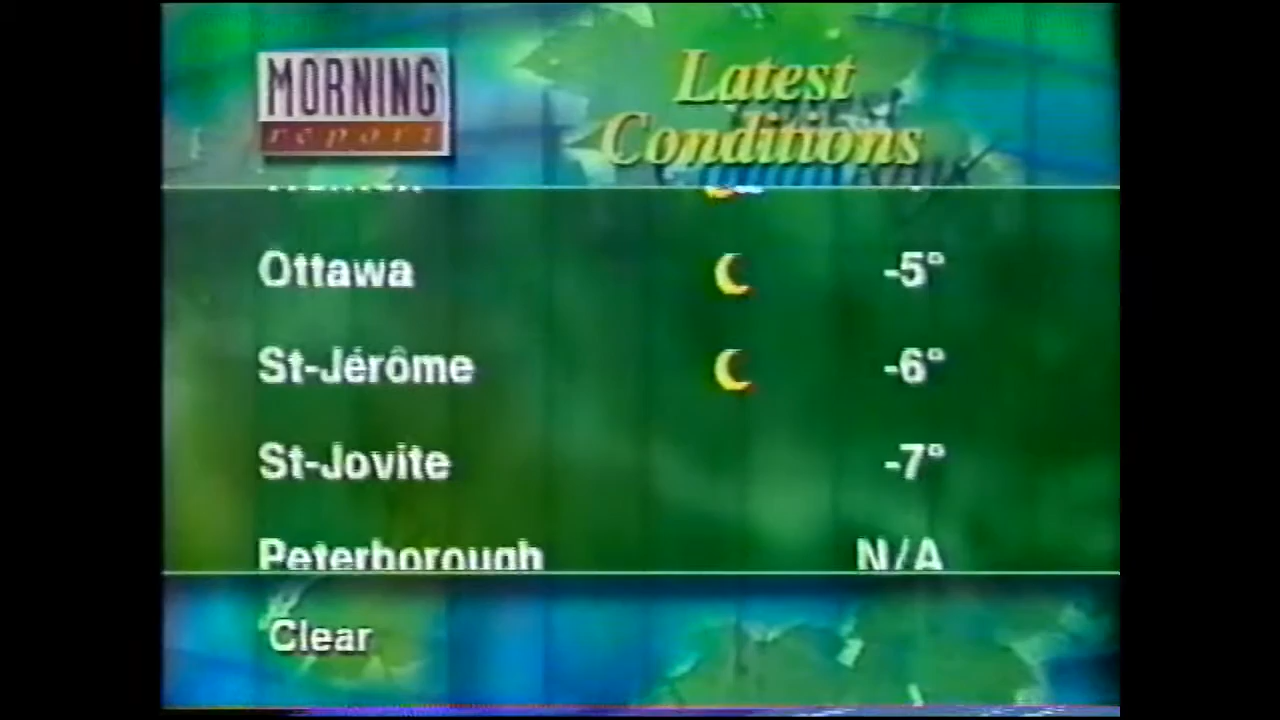 MORNING
report
Latest
Conditions
Ottawa -5°
St-Jérôme -6°
St-Jovite -7°
Peterborough N/A
Clear